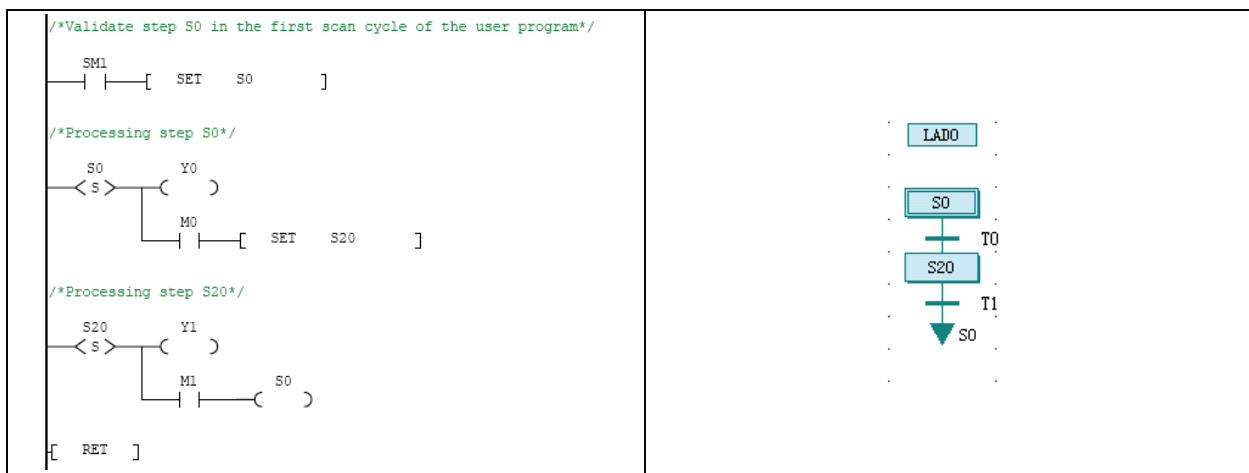 /*Validate step S0 in the first scan cycle of the user program*/
SM1
SET S0
/*Processing step S0*/
S0 Y0
S
M0
SET S20
/*Processing step S20*/
S20 Y1
S
M1 S0
RET
LAD0
S0
T0
S20
T1
S0